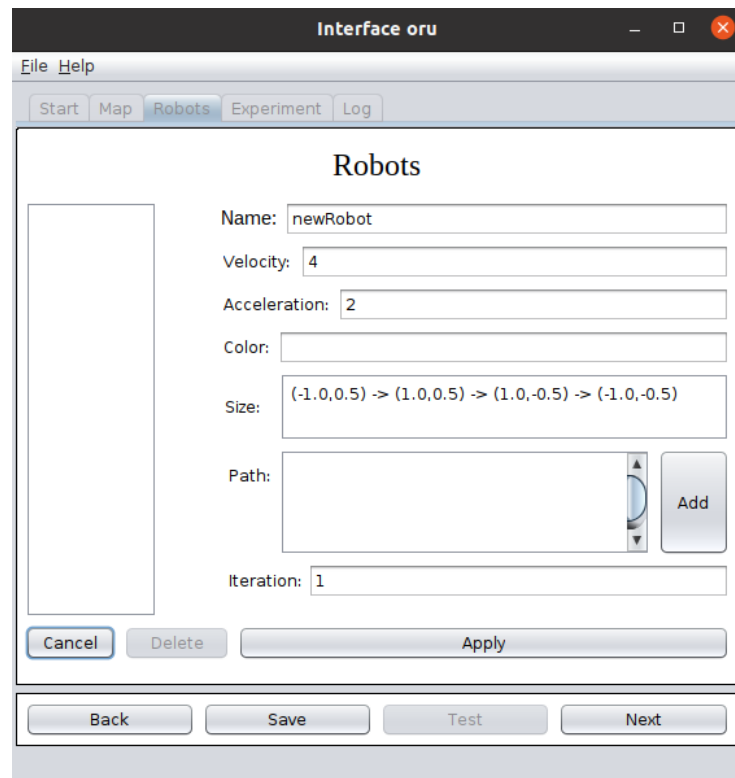 Interface oru
File Help
Start Map Robots Experiment Log
Robots
Name: newRobot
Velocity: 4
Acceleration: 2
Color:
Size: (-1.0,0.5) -> (1.0,0.5) -> (1.0,-0.5) -> (-1.0,-0.5)
Path:
Add
Iteration: 1
Cancel Delete Apply
Back Save Test Next